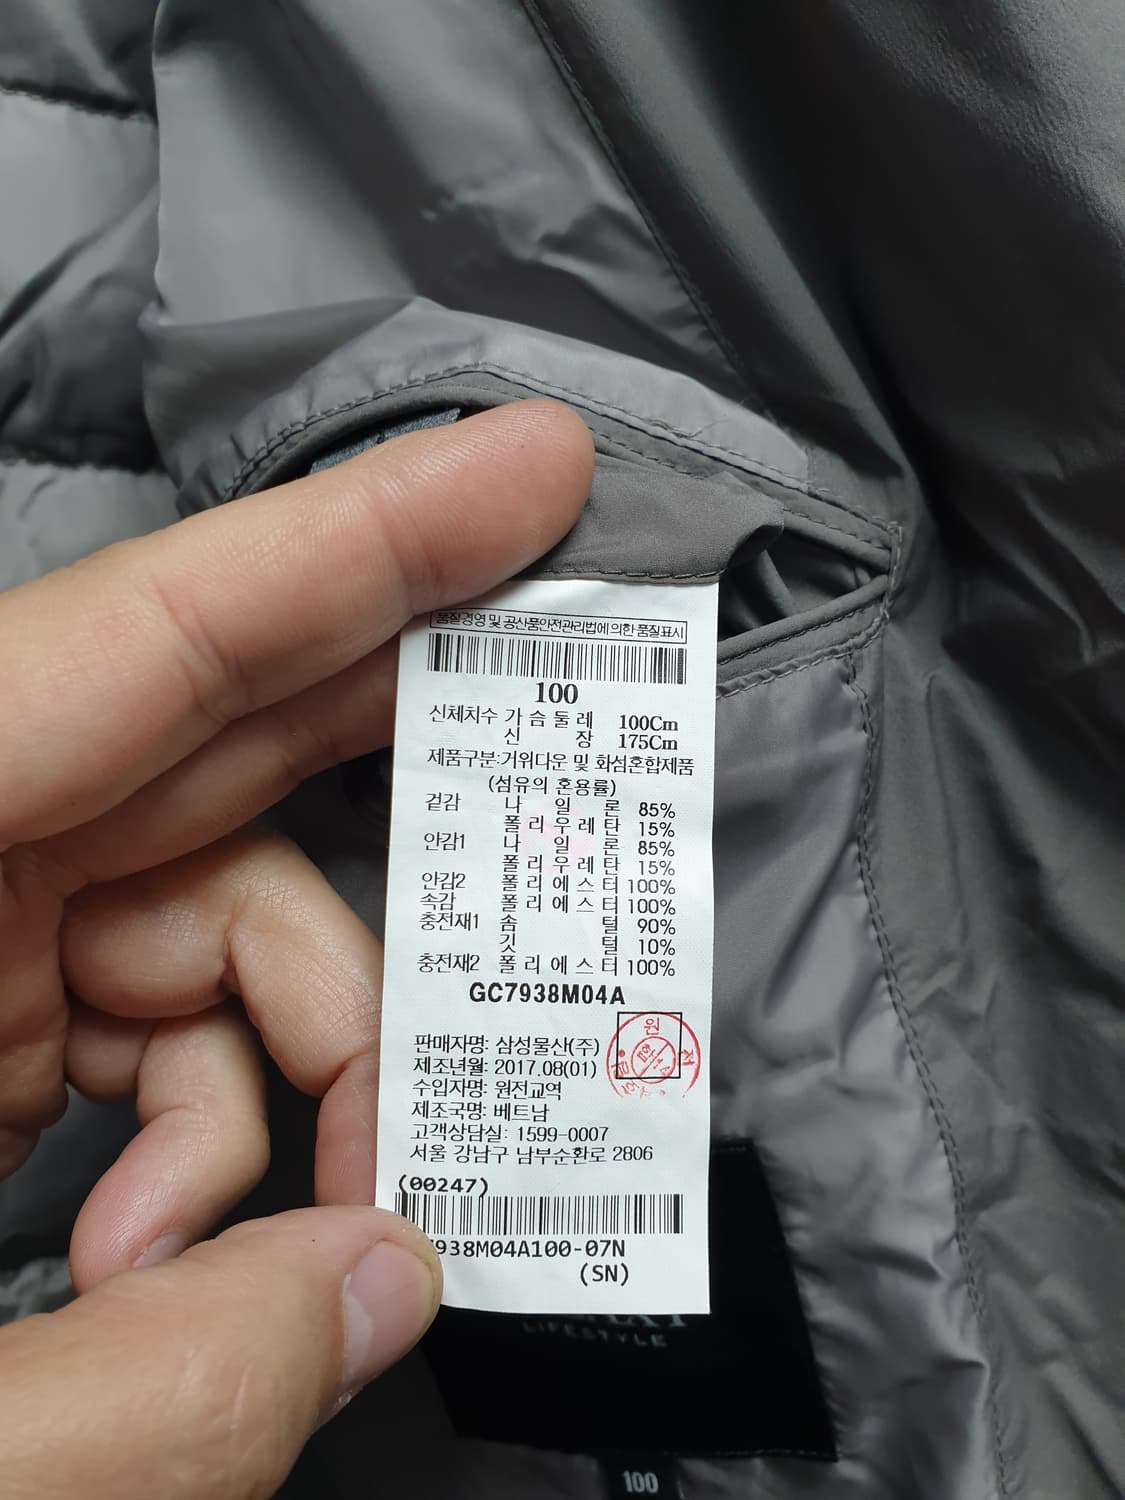 품질경영 및 공산품안전관리법에 의한 품질표시
100
신체치수 가 슴 둘 레 100Cm
신 장 175Cm
제품구분:거위다운 및 화섬혼합제품
(섬유의 혼용률)
겉감 나 일 론 85%
폴 리 우 레 탄 15%
안감1 나 일 론 85%
폴 리 우 레 탄 15%
안감2 폴 리 에 스 터 100%
속감 폴 리 에 스 터 100%
충전재1 솜 털 90%
깃 털 10%
충전재2 폴 리 에 스 터 100%
GC7938M04A
판매자명: 삼성물산(주)
제조년월: 2017.08(01)
수입자명: 원전교역
제조국명: 베트남
고객상담실: 1599-0007
서울 강남구 남부순환로 2806
(00247)
7938M04A100-07N
(SN)
LIFESTYLE
100